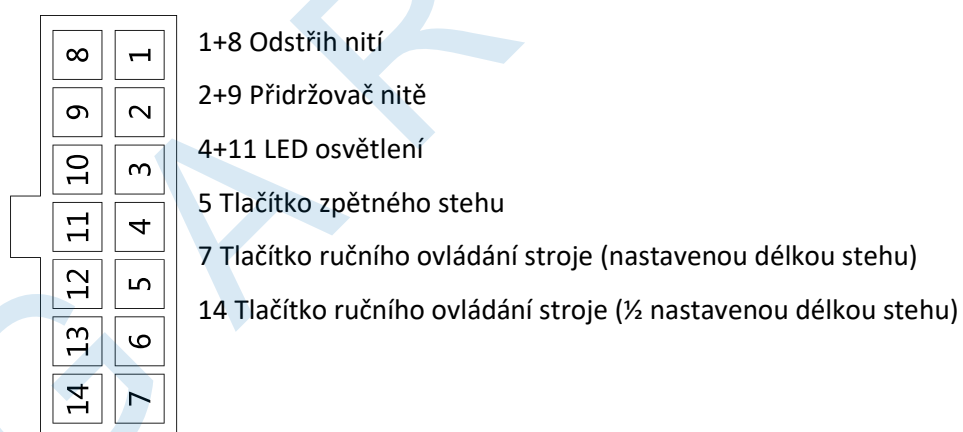 8 1 1+8 Odstřih nití
9 2 2+9 Přidržovač nitě
10 3 4+11 LED osvětlení
11 4 5 Tlačítko zpětného stehu
12 5 7 Tlačítko ručního ovládání stroje (nastavenou délkou stehu)
13 6 14 Tlačítko ručního ovládání stroje (½ nastavenou délkou stehu)
14 7